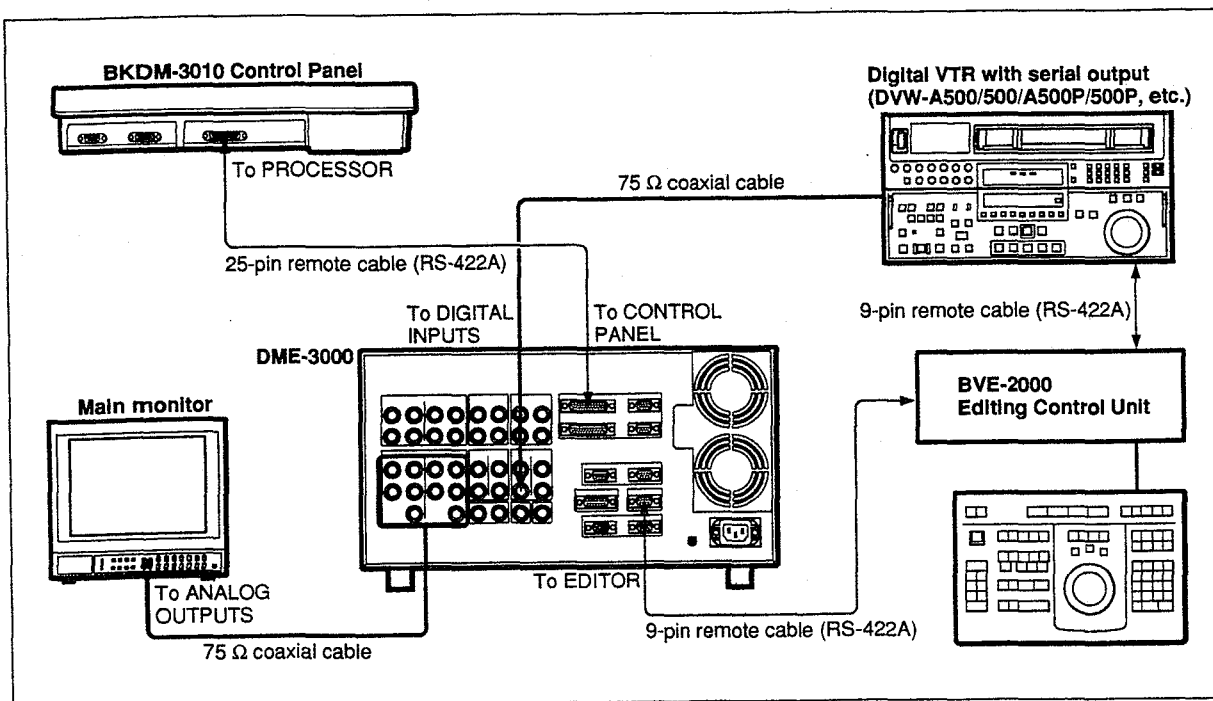 BKDM-3010 Control Panel
To PROCESSOR
Digital VTR with serial output
(DVW-A500/500/A500P/500P, etc.)
75 Ω coaxial cable
25-pin remote cable (RS-422A)
9-pin remote cable (RS-422A)
To DIGITAL
INPUTS
To CONTROL
PANEL
DME-3000
BVE-2000
Editing Control Unit
Main monitor
To ANALOG
OUTPUTS
To EDITOR
9-pin remote cable (RS-422A)
75 Ω coaxial cable